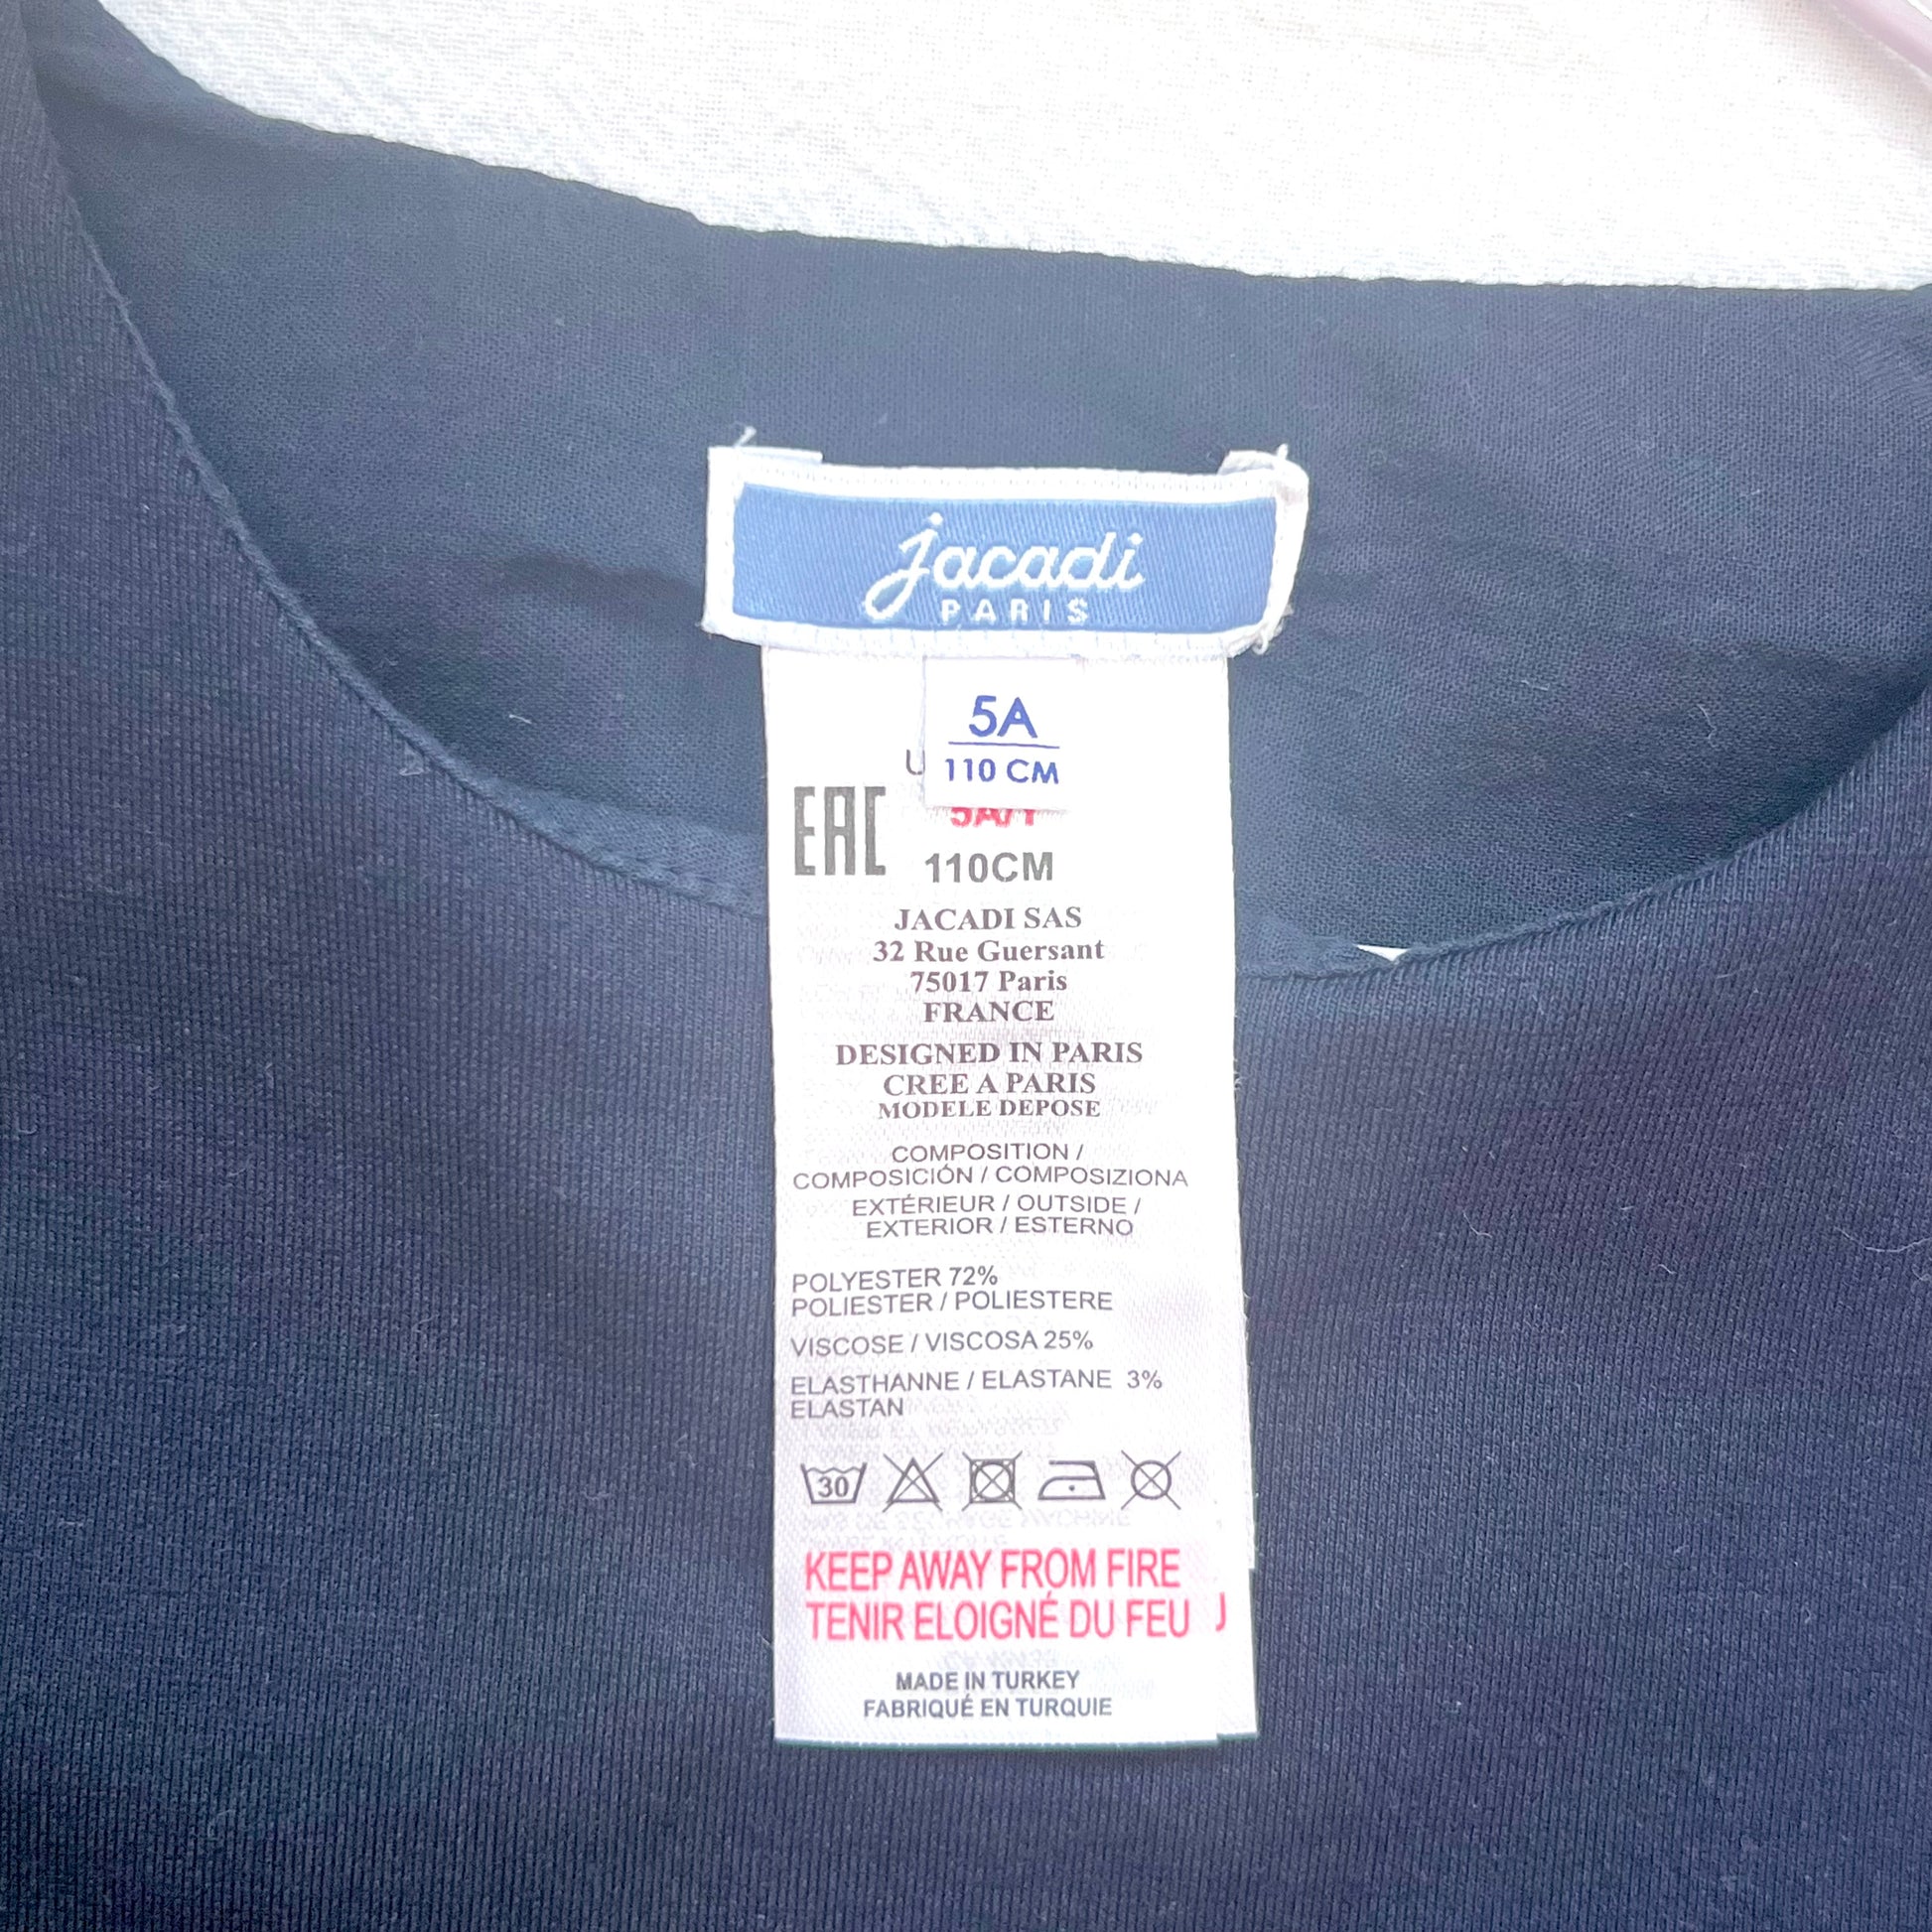 jacadi
PARIS
5A
110 CM
U
EAC
5A/Y
110CM
JACADI SAS
32 Rue Guersant
75017 Paris
FRANCE
DESIGNED IN PARIS
CREE A PARIS
MODELE DEPOSE
COMPOSITION /
COMPOSICIÓN / COMPOSIZIONA
EXTÉRIEUR / OUTSIDE /
EXTERIOR / ESTERNO
POLYESTER 72%
POLIESTER / POLIESTERE
VISCOSE / VISCOSA 25%
ELASTHANNE / ELASTANE 3%
ELASTAN
30
KEEP AWAY FROM FIRE
TENIR ELOIGNÉ DU FEU J
MADE IN TURKEY
FABRIQUÉ EN TURQUIE